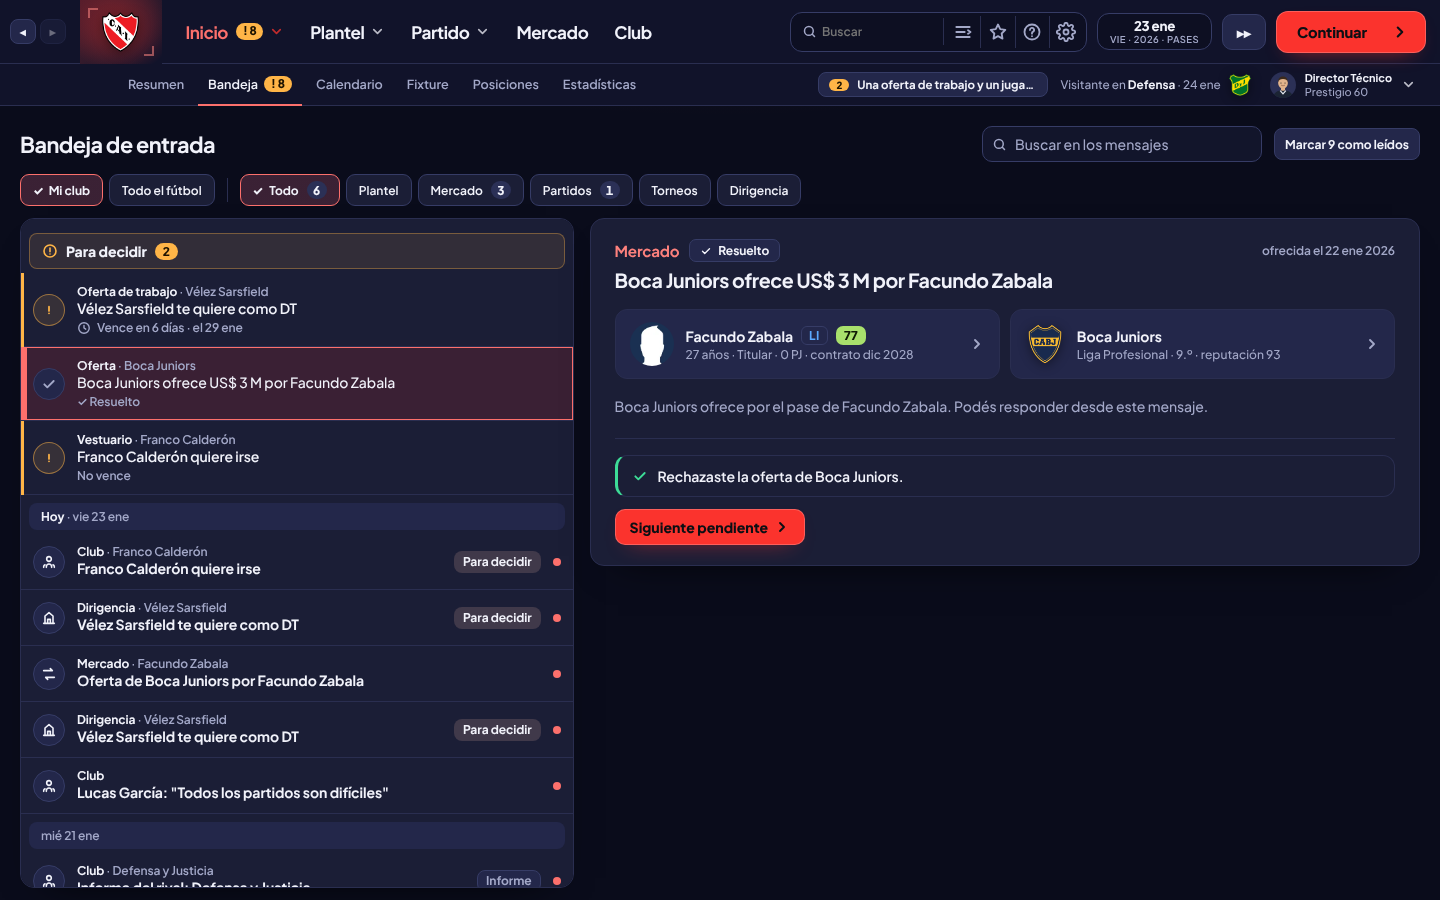 Inicio
! 8
Plantel
Partido
Mercado
Club
Buscar
23 ene
VIE · 2026 · PASES
Continuar
Resumen
Bandeja
! 8
Calendario
Fixture
Posiciones
Estadísticas
2 Una oferta de trabajo y un juga...
Visitante en Defensa · 24 ene
Director Técnico
Prestigio 60
Bandeja de entrada
Buscar en los mensajes
Marcar 9 como leídos
Mi club
Todo el fútbol
Todo 6
Plantel
Mercado 3
Partidos 1
Torneos
Dirigencia
Para decidir 2
Oferta de trabajo · Vélez Sarsfield
Vélez Sarsfield te quiere como DT
Vence en 6 días · el 29 ene
Oferta · Boca Juniors
Boca Juniors ofrece US$ 3 M por Facundo Zabala
Resuelto
Vestuario · Franco Calderón
Franco Calderón quiere irse
No vence
Hoy · vie 23 ene
Club · Franco Calderón
Franco Calderón quiere irse
Para decidir
Dirigencia · Vélez Sarsfield
Vélez Sarsfield te quiere como DT
Para decidir
Mercado · Facundo Zabala
Oferta de Boca Juniors por Facundo Zabala
Dirigencia · Vélez Sarsfield
Vélez Sarsfield te quiere como DT
Para decidir
Club
Lucas García: "Todos los partidos son difíciles"
mié 21 ene
Club · Defensa y Justicia
Informe del rival: Defensa y Justicia
Informe
Mercado
Resuelto
ofrecida el 22 ene 2026
Boca Juniors ofrece US$ 3 M por Facundo Zabala
Facundo Zabala LI 77
27 años · Titular · 0 PJ · contrato dic 2028
CABJ
Boca Juniors
Liga Profesional · 9.º · reputación 93
Boca Juniors ofrece por el pase de Facundo Zabala. Podés responder desde este mensaje.
Rechazaste la oferta de Boca Juniors.
Siguiente pendiente